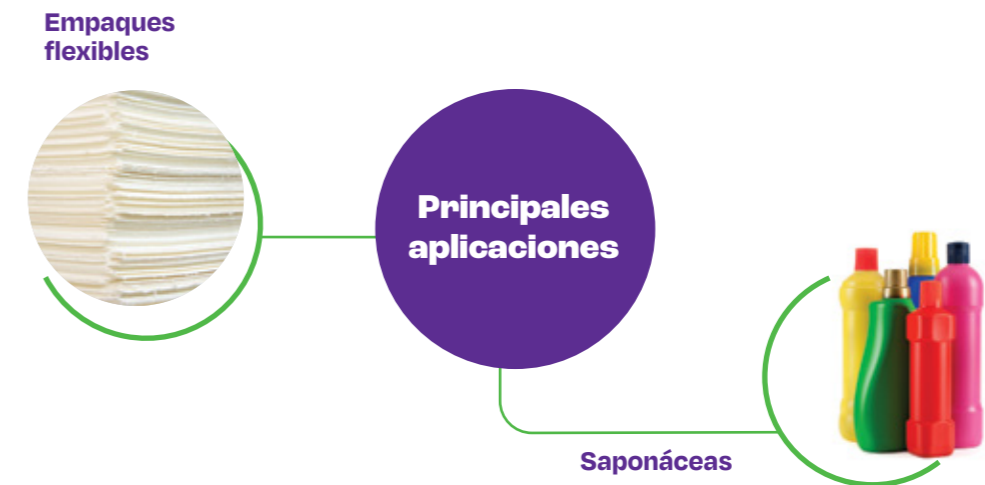 Empaques
flexibles
Principales
aplicaciones
Saponáceas